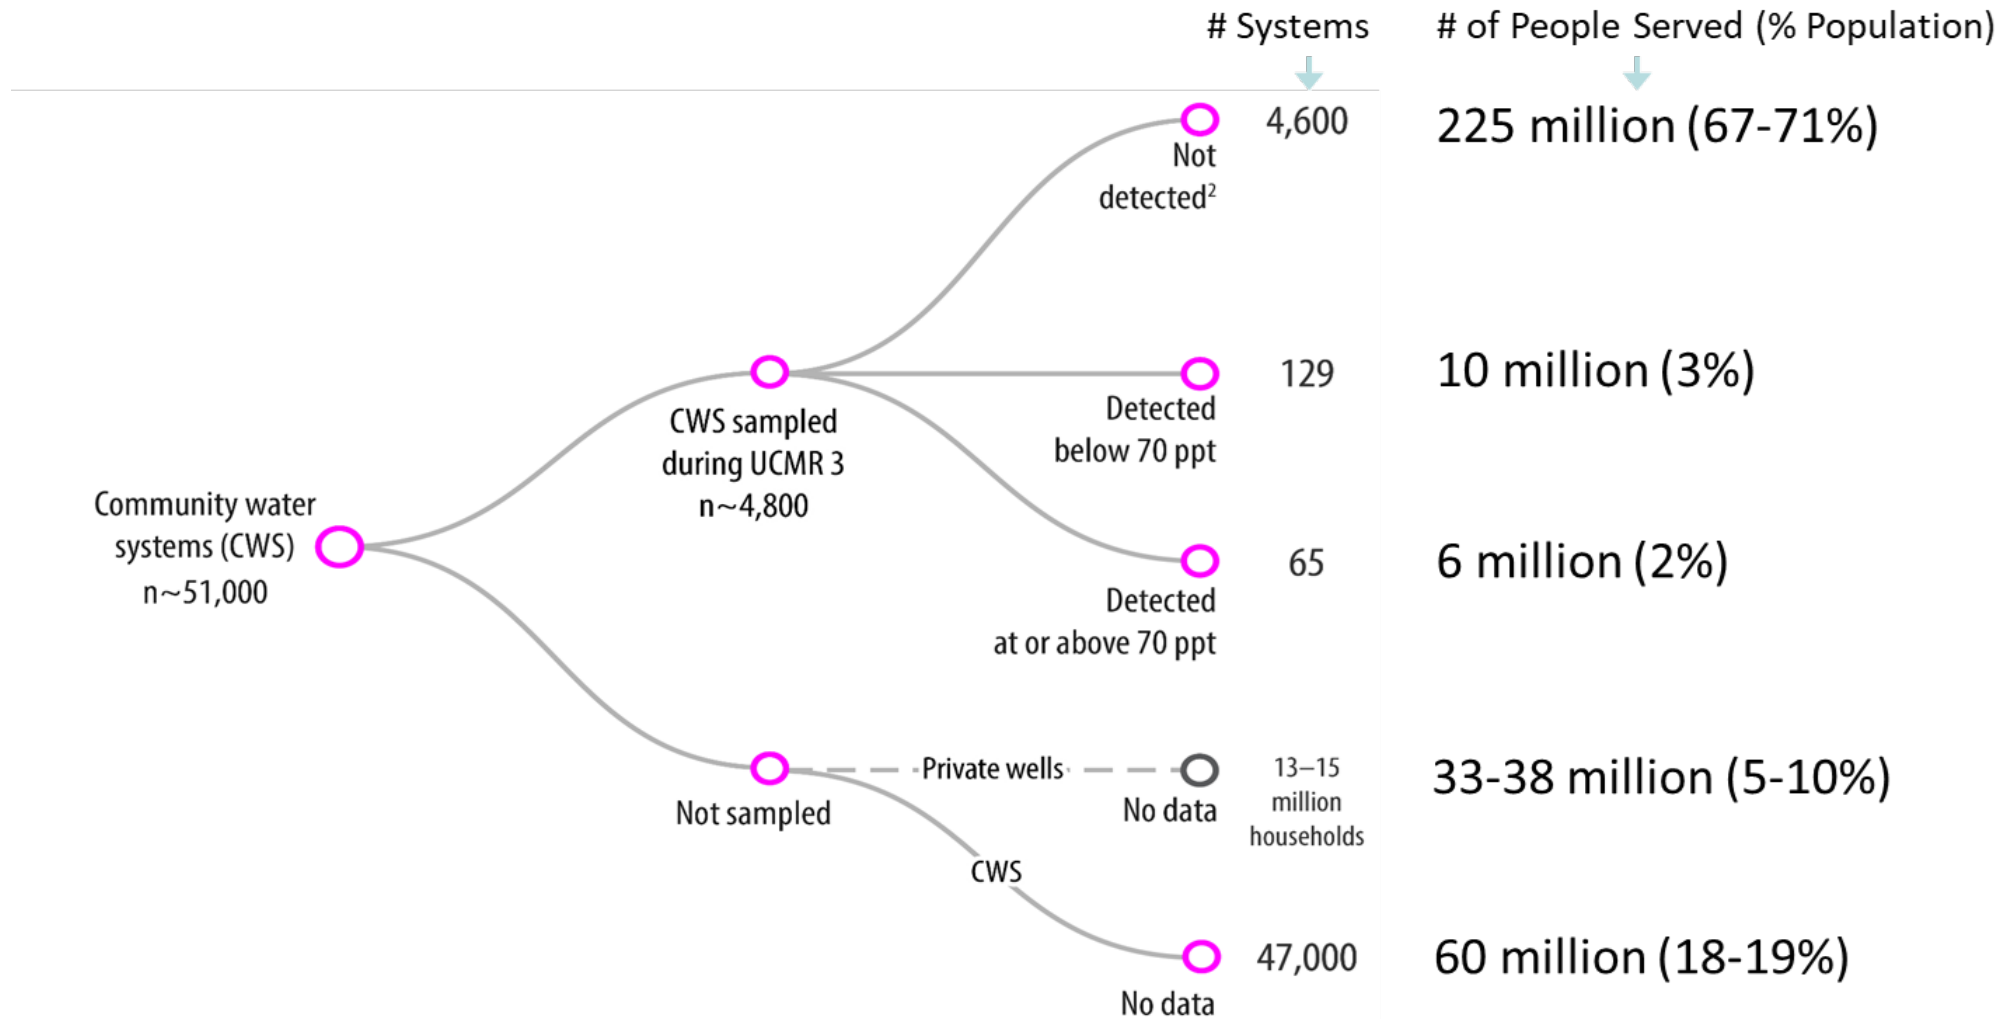 # Systems
# of People Served (% Population)
4,600
225 million (67-71%)
Not
detected²
129
10 million (3%)
Detected
below 70 ppt
CWS sampled
during UCMR 3
n~4,800
Community water
systems (CWS)
n~51,000
65
6 million (2%)
Detected
at or above 70 ppt
Private wells
13–15
million
households
33-38 million (5-10%)
No data
Not sampled
CWS
47,000
60 million (18-19%)
No data